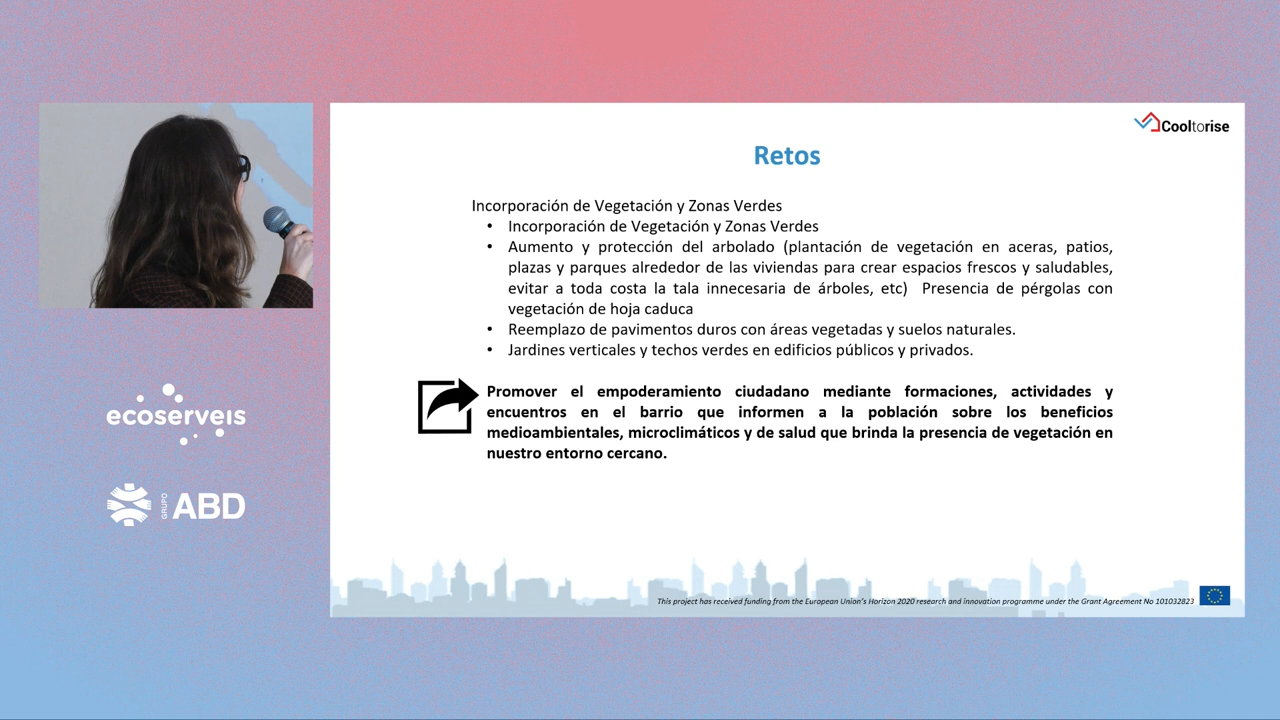 Cooltorise
Retos
Incorporación de Vegetación y Zonas Verdes
• Incorporación de Vegetación y Zonas Verdes
• Aumento y protección del arbolado (plantación de vegetación en aceras, patios,
plazas y parques alrededor de las viviendas para crear espacios frescos y saludables,
evitar a toda costa la tala innecesaria de árboles, etc) Presencia de pérgolas con
vegetación de hoja caduca
• Reemplazo de pavimentos duros con áreas vegetadas y suelos naturales.
• Jardines verticales y techos verdes en edificios públicos y privados.
Promover el empoderamiento ciudadano mediante formaciones, actividades y
encuentros en el barrio que informen a la población sobre los beneficios
medioambientales, microclimáticos y de salud que brinda la presencia de vegetación en
nuestro entorno cercano.
This project has received funding from the European Union's Horizon 2020 research and innovation programme under the Grant Agreement No 101032823
ecoserveis
GRUPO ABD